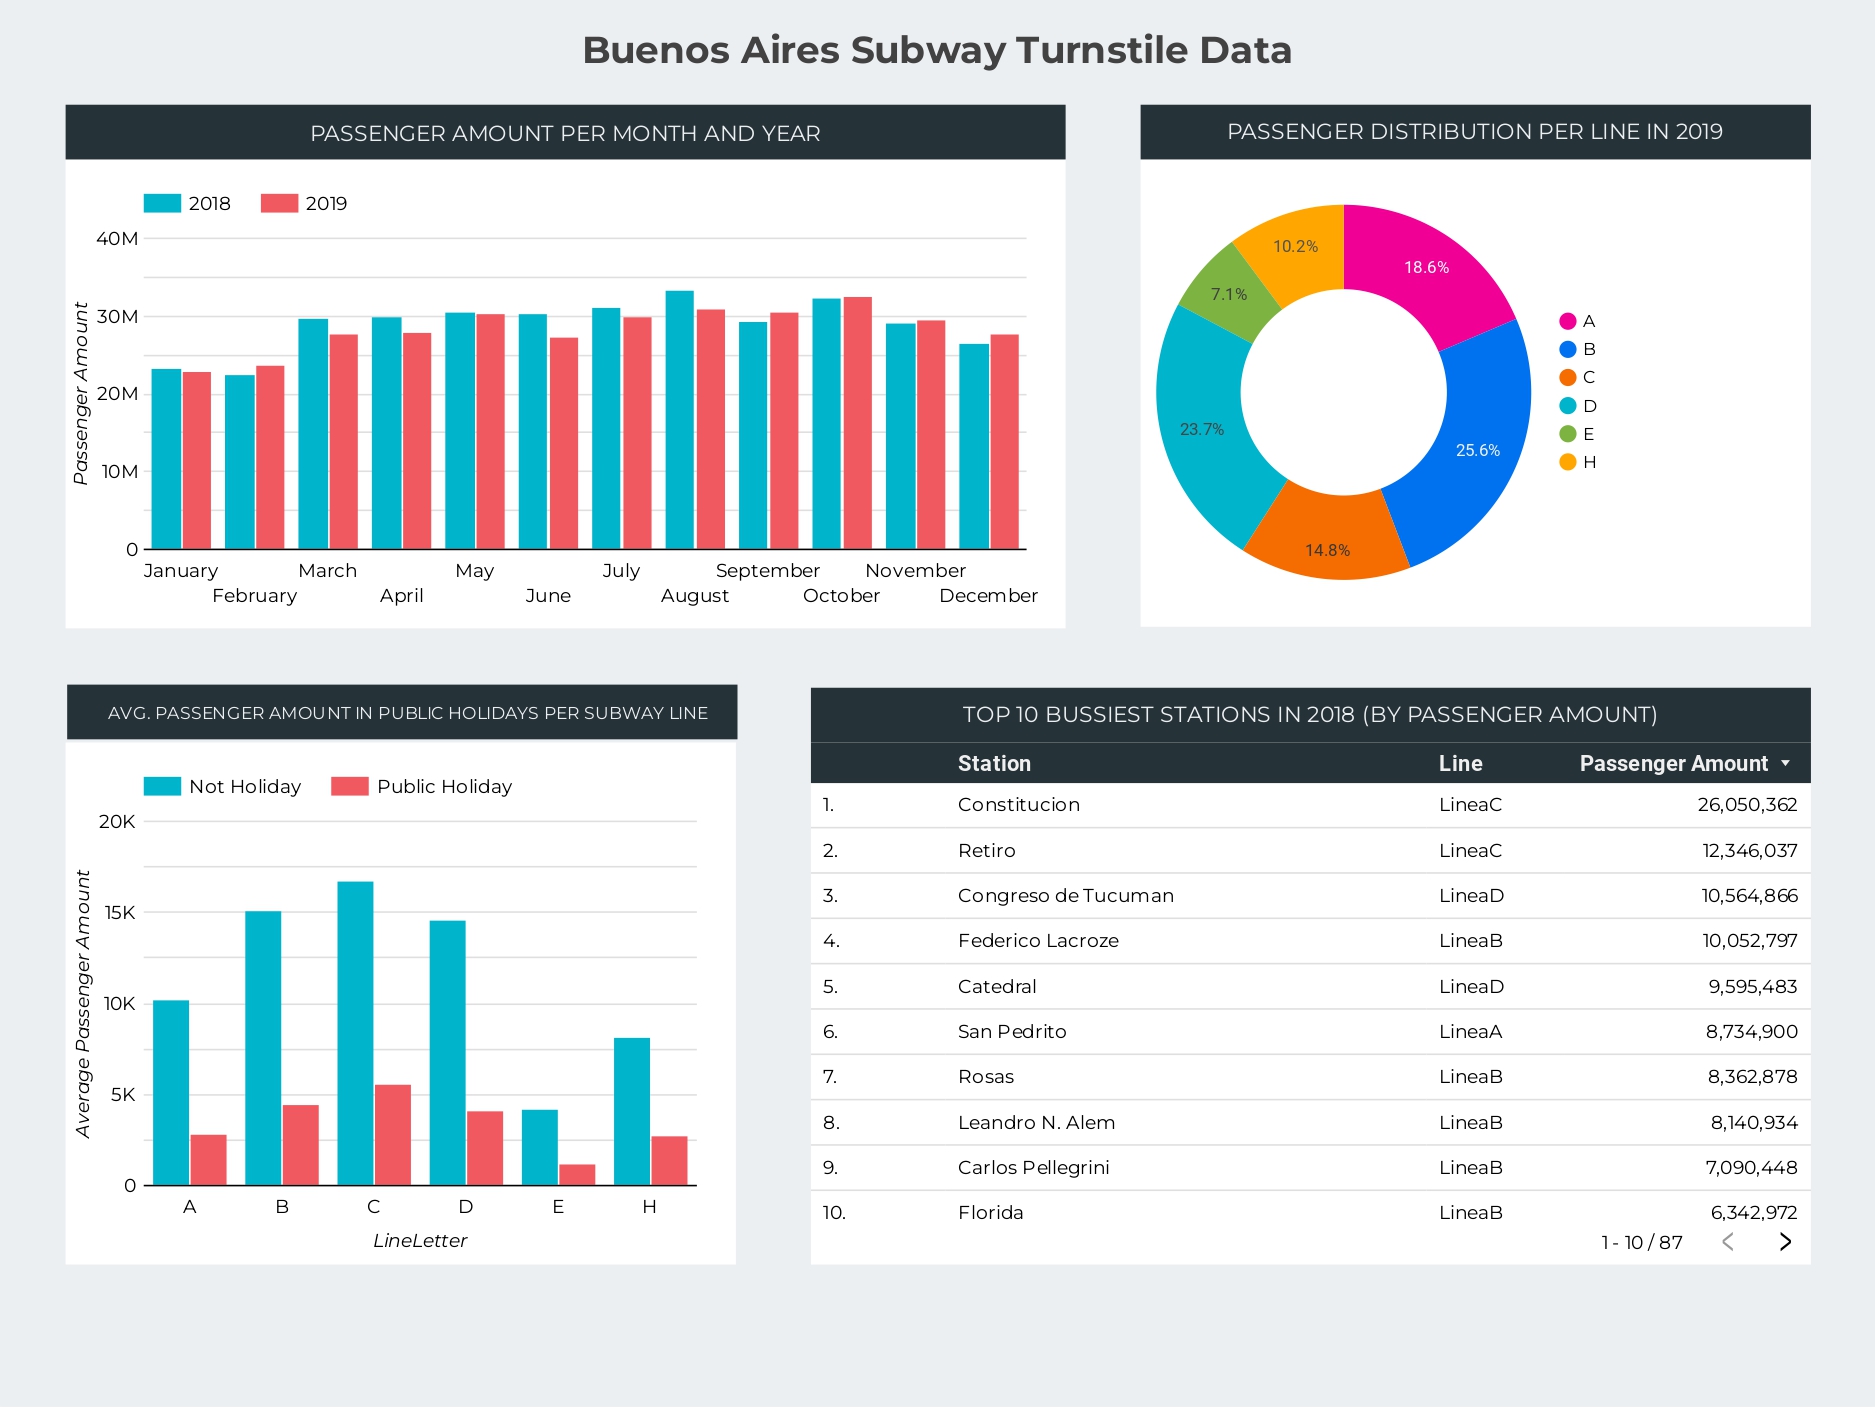 Buenos Aires Subway Turnstile Data
PASSENGER AMOUNT PER MONTH AND YEAR
2018 2019
40M
30M
20M
10M
0
Passenger Amount
January March May July September November
February April June August October December
PASSENGER DISTRIBUTION PER LINE IN 2019
10.2%
18.6%
7.1%
23.7%
25.6%
14.8%
A
B
C
D
E
H
AVG. PASSENGER AMOUNT IN PUBLIC HOLIDAYS PER SUBWAY LINE
Not Holiday Public Holiday
20K
15K
10K
5K
0
Average Passenger Amount
A B C D E H
LineLetter
TOP 10 BUSSIEST STATIONS IN 2018 (BY PASSENGER AMOUNT)
Station Line Passenger Amount
1. Constitucion LineaC 26,050,362
2. Retiro LineaC 12,346,037
3. Congreso de Tucuman LineaD 10,564,866
4. Federico Lacroze LineaB 10,052,797
5. Catedral LineaD 9,595,483
6. San Pedrito LineaA 8,734,900
7. Rosas LineaB 8,362,878
8. Leandro N. Alem LineaB 8,140,934
9. Carlos Pellegrini LineaB 7,090,448
10. Florida LineaB 6,342,972
1 - 10 / 87